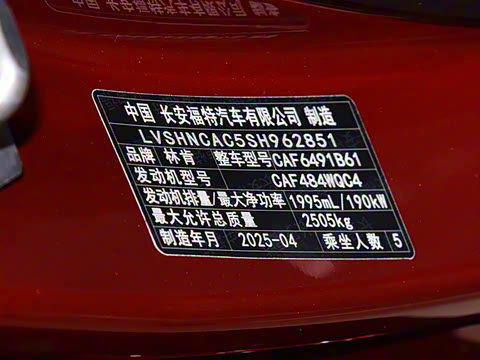 中国 长安福特汽车有限公司 制造
LVSHNCAC5SH962851
品牌 林肯 整车型号 CAF6491B61
发动机型号 CAF484WQC4
发动机排量/最大净功率 1995mL/190kW
最大允许总质量 2505kg
制造年月 2025-04 乘坐人数 5